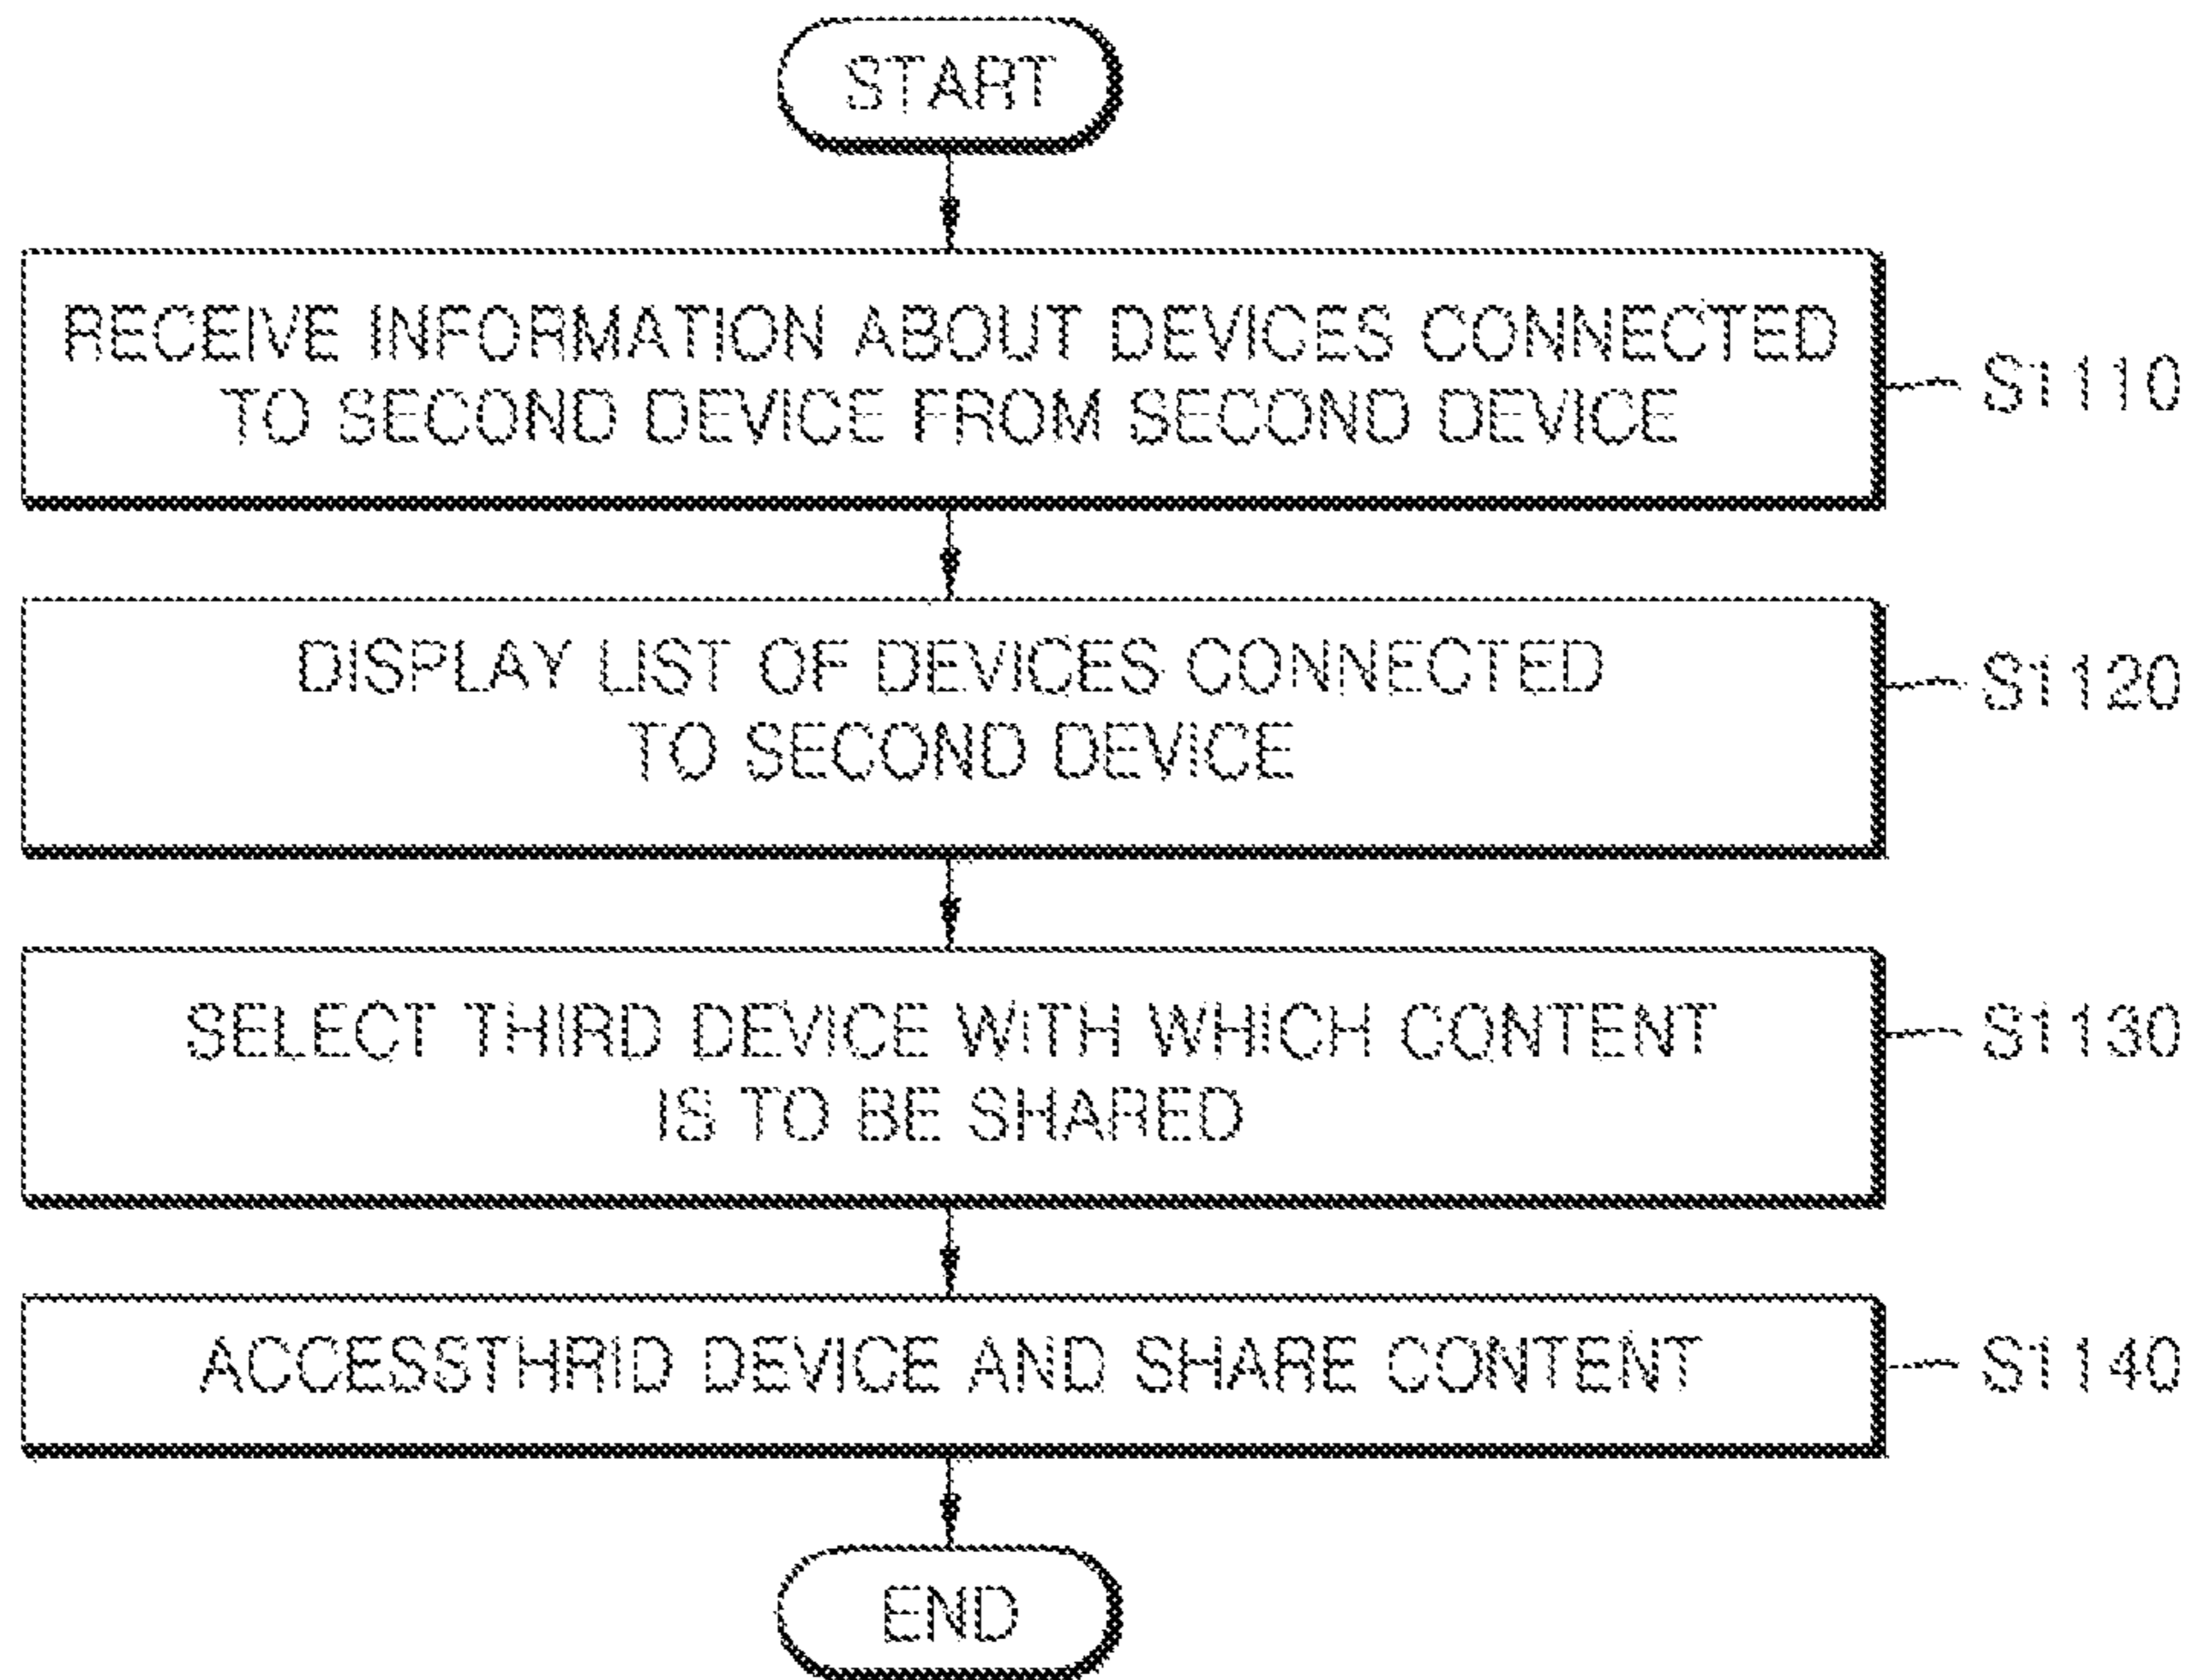 START
RECEIVE INFORMATION ABOUT DEVICES CONNECTED
TO SECOND DEVICE FROM SECOND DEVICE
S1110
DISPLAY LIST OF DEVICES CONNECTED
TO SECOND DEVICE
S1120
SELECT THIRD DEVICE WITH WHICH CONTENT
IS TO BE SHARED
S1130
ACCESSTHRID DEVICE AND SHARE CONTENT
S1140
END